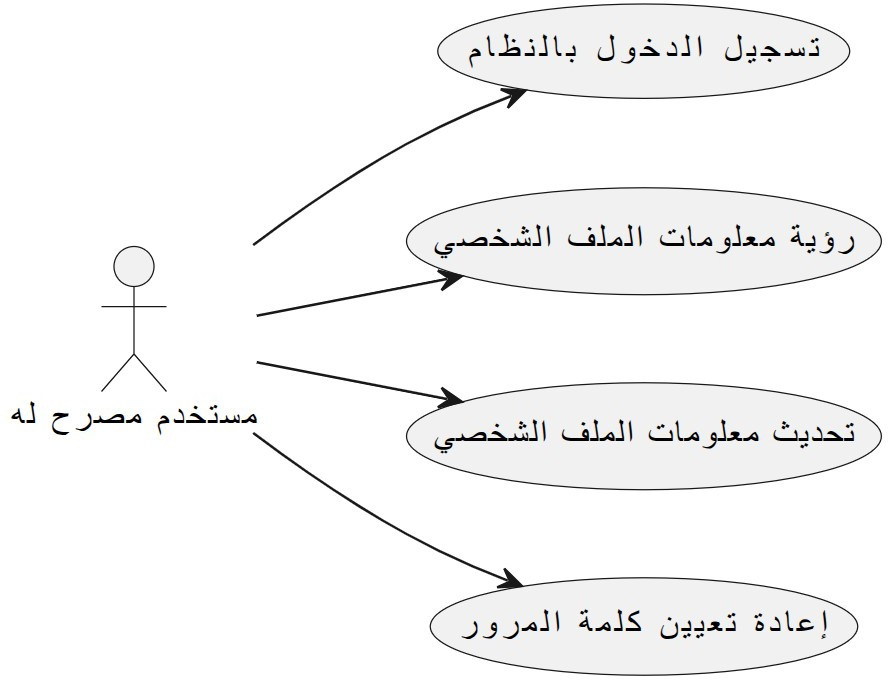 تسجيل الدخول بالنظام
رؤية معلومات الملف الشخصي
تحديث معلومات الملف الشخصي
مستخدم مصرح له
إعادة تعيين كلمة المرور